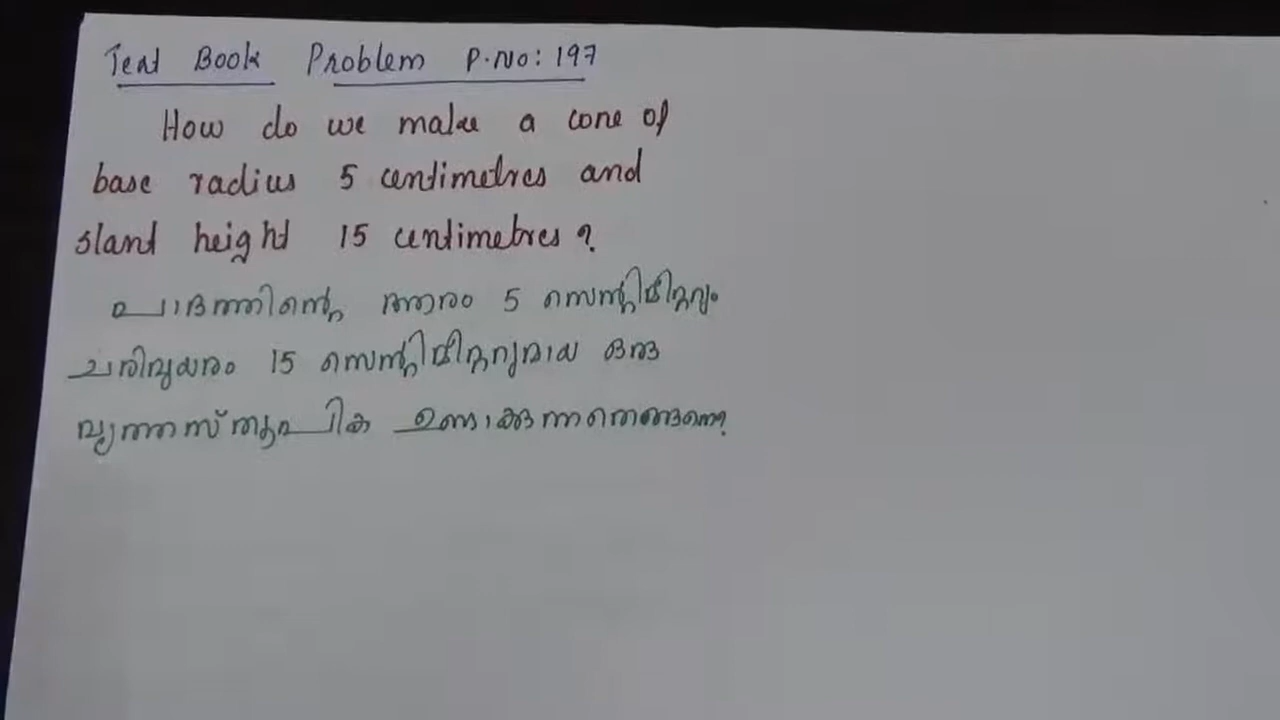 Text Book Problem P.No: 197
How do we make a cone of
base radius 5 centimetres and
slant height 15 centimetres ?
പാദത്തിന്റെ ആരം 5 സെന്റിമീറ്ററും
ചരിവുയരം 15 സെന്റിമീറ്ററുമായ ഒരു
വൃത്തസ്തൂപിക ഉണ്ടാക്കുന്നതെങ്ങനെ?